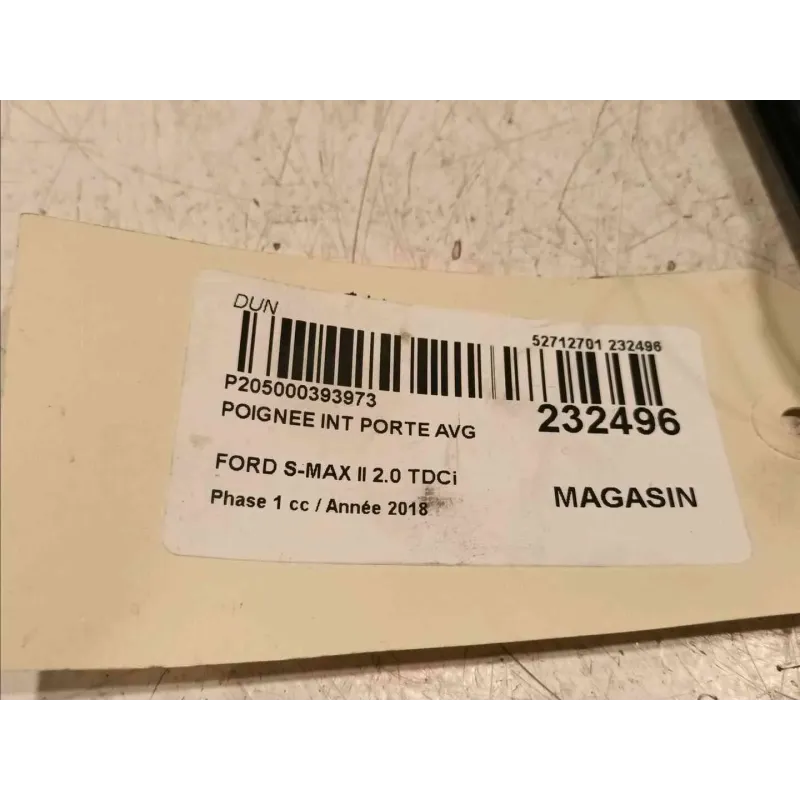 DUN
52712701 232496
P205000393973
POIGNEE INT PORTE AVG
232496
FORD S-MAX II 2.0 TDCi
Phase 1 cc / Année 2018
MAGASIN